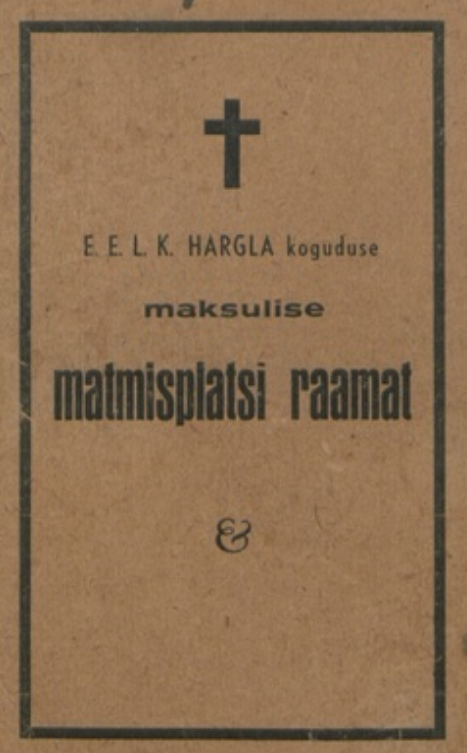 E. E. L. K. HARGLA koguduse
maksulise
matmisplatsi raamat
&